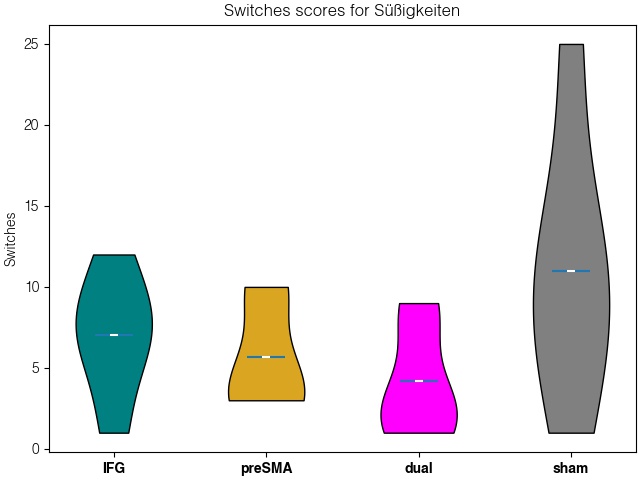 Switches scores for Süßigkeiten
25
20
15
10
5
0
Switches
IFG
preSMA
dual
sham